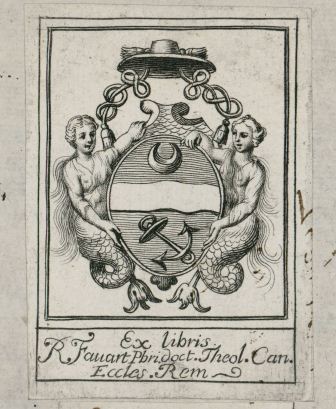 Ex libris
R. Fauart Pbri. doct. Theol. Can.
Eccles. Rem